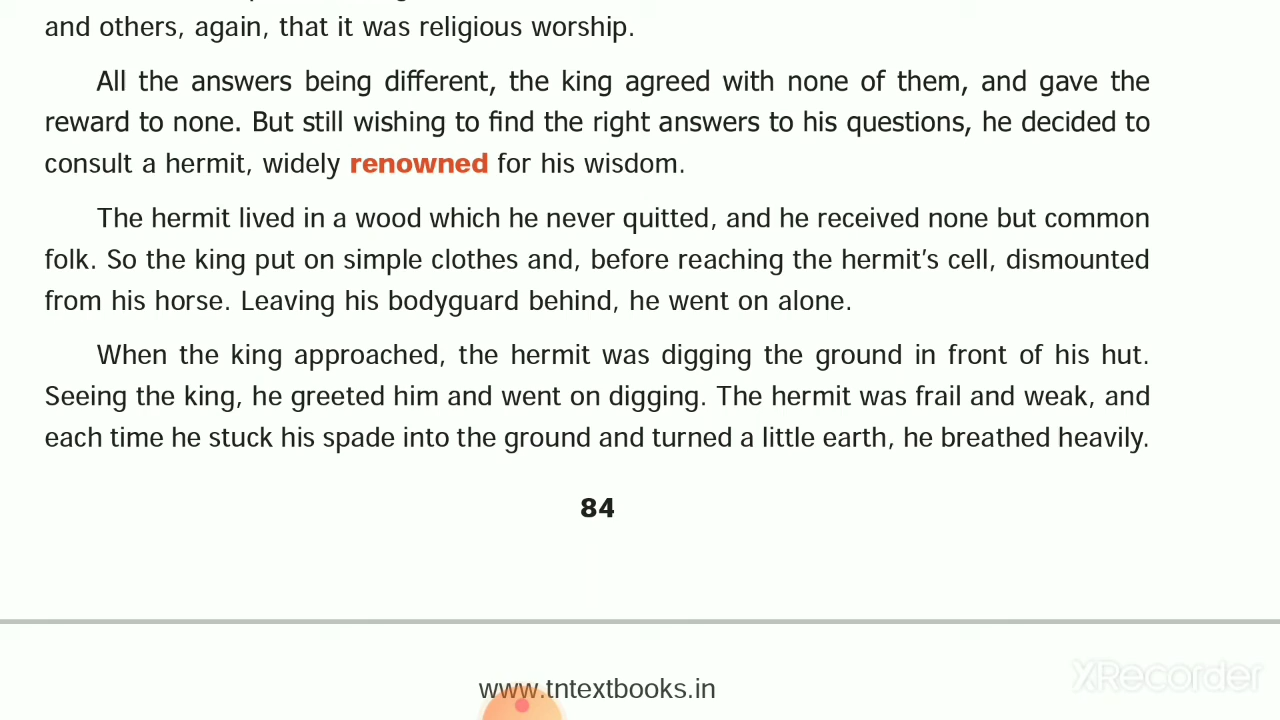 and others, again, that it was religious worship.
All the answers being different, the king agreed with none of them, and gave the
reward to none. But still wishing to find the right answers to his questions, he decided to
consult a hermit, widely renowned for his wisdom.
The hermit lived in a wood which he never quitted, and he received none but common
folk. So the king put on simple clothes and, before reaching the hermit's cell, dismounted
from his horse. Leaving his bodyguard behind, he went on alone.
When the king approached, the hermit was digging the ground in front of his hut.
Seeing the king, he greeted him and went on digging. The hermit was frail and weak, and
each time he stuck his spade into the ground and turned a little earth, he breathed heavily.
84
www.tntextbooks.in
XRecorder